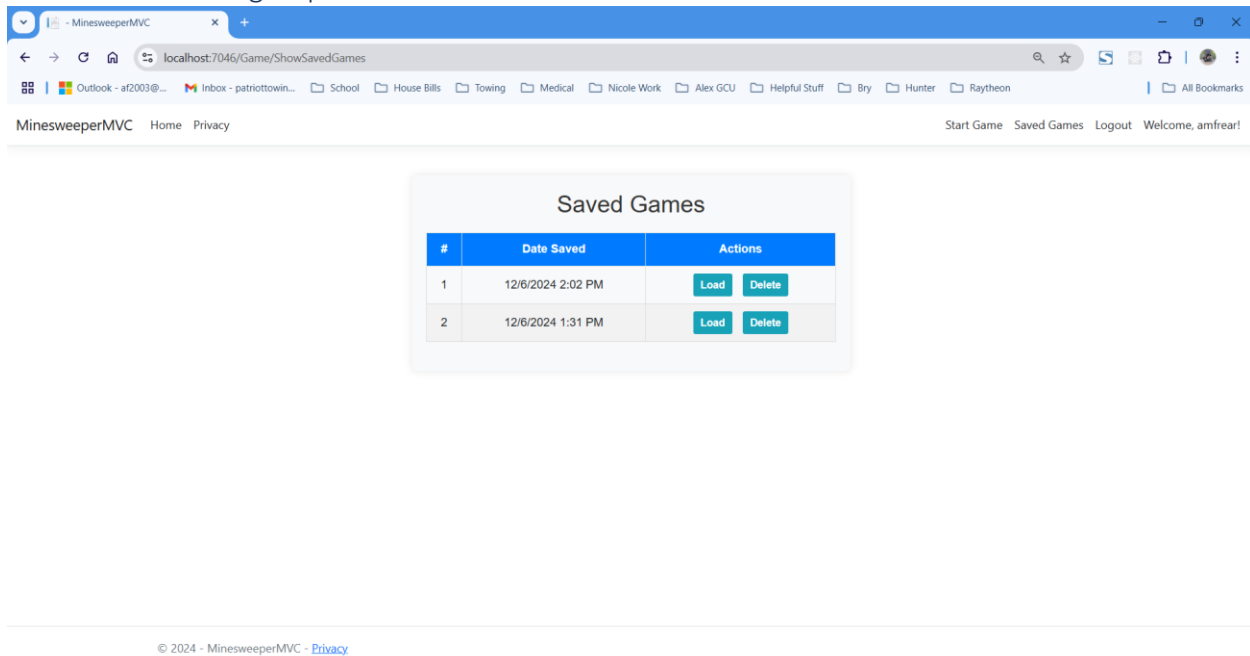 - MinesweeperMVC
localhost:7046/Game/ShowSavedGames
Outlook - af2003@... Inbox - patriottowin... School House Bills Towing Medical Nicole Work Alex GCU Helpful Stuff Bry Hunter Raytheon All Bookmarks
MinesweeperMVC Home Privacy Start Game Saved Games Logout Welcome, amfrear!
Saved Games
# Date Saved Actions
1 12/6/2024 2:02 PM Load Delete
2 12/6/2024 1:31 PM Load Delete
© 2024 - MinesweeperMVC - Privacy